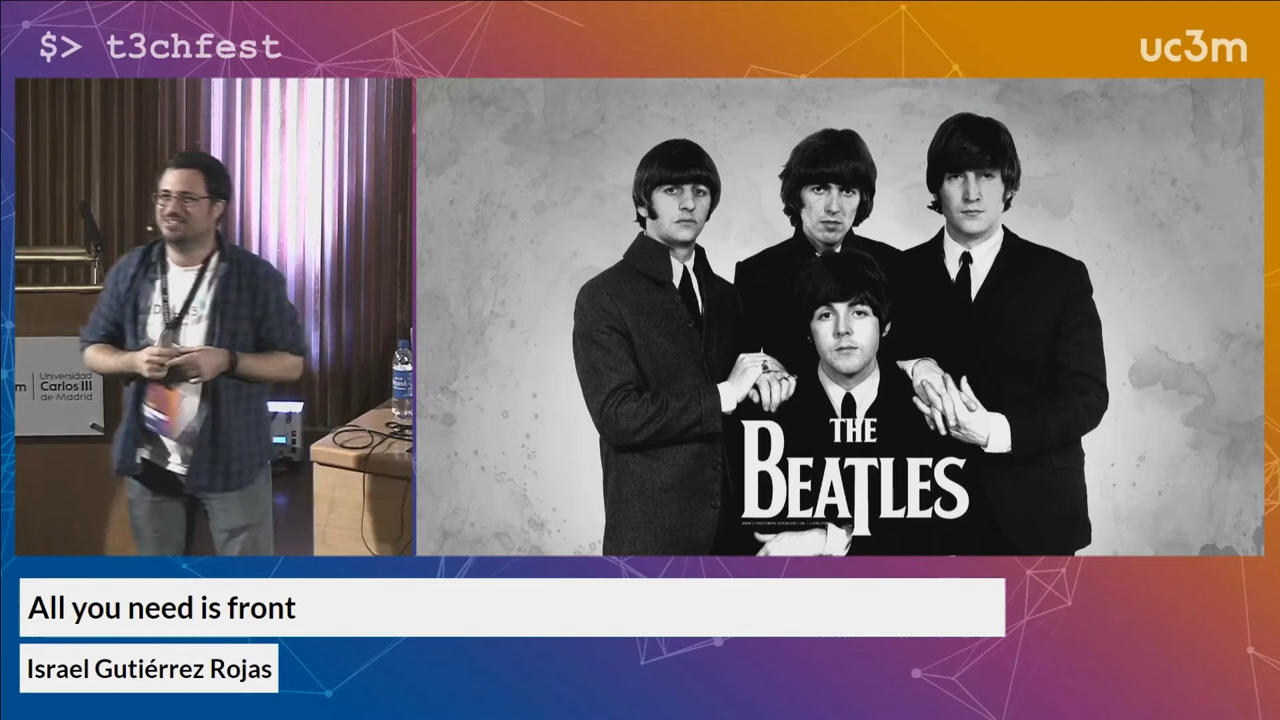 $> t3chfest
uc3m
m
Universidad
Carlos III
de Madrid
THE
BEATLES
All you need is front
Israel Gutiérrez Rojas